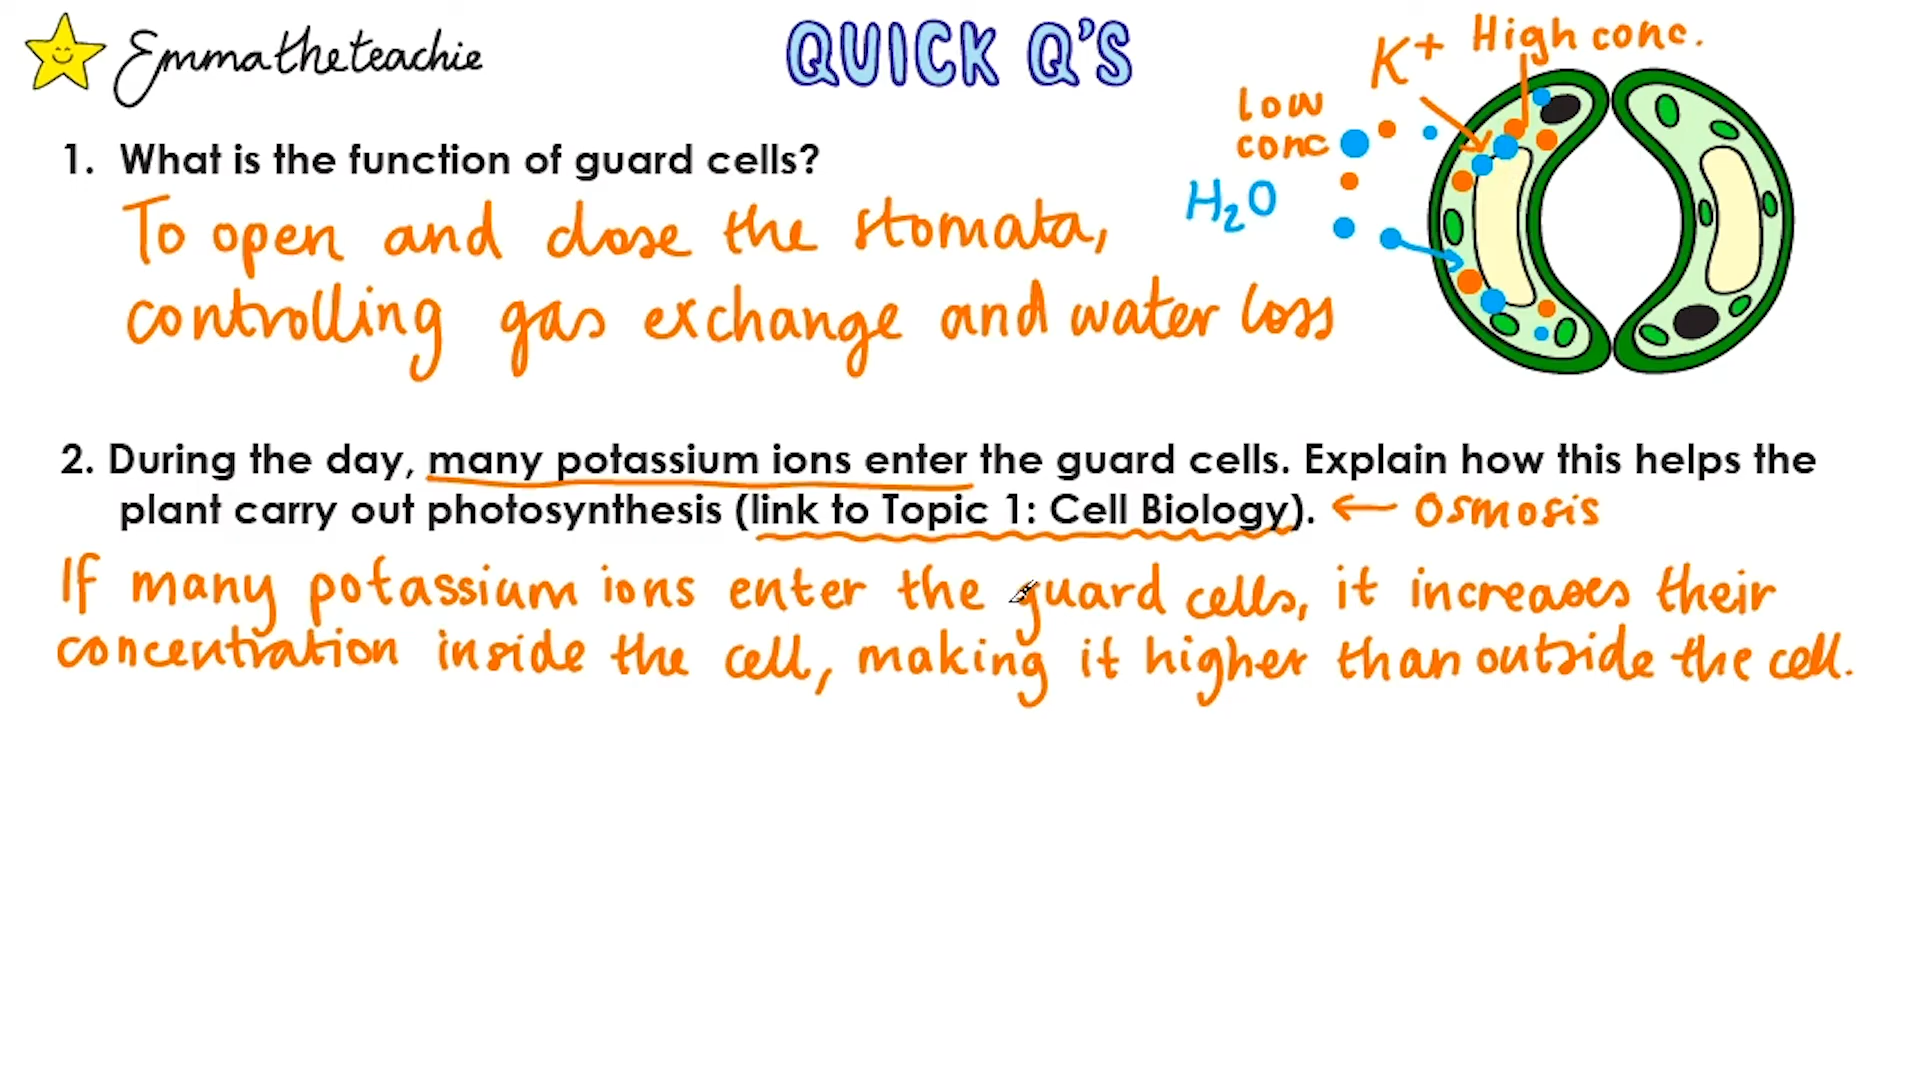 Emmatheteachie
QUICK Q'S
K+ High conc.
low
conc
H₂O
1. What is the function of guard cells?
To open and close the stomata,
controlling gas exchange and water loss
2. During the day, many potassium ions enter the guard cells. Explain how this helps the
plant carry out photosynthesis (link to Topic 1: Cell Biology). ← Osmosis
If many potassium ions enter the guard cells, it increases their
concentration inside the cell, making it higher than outside the cell.